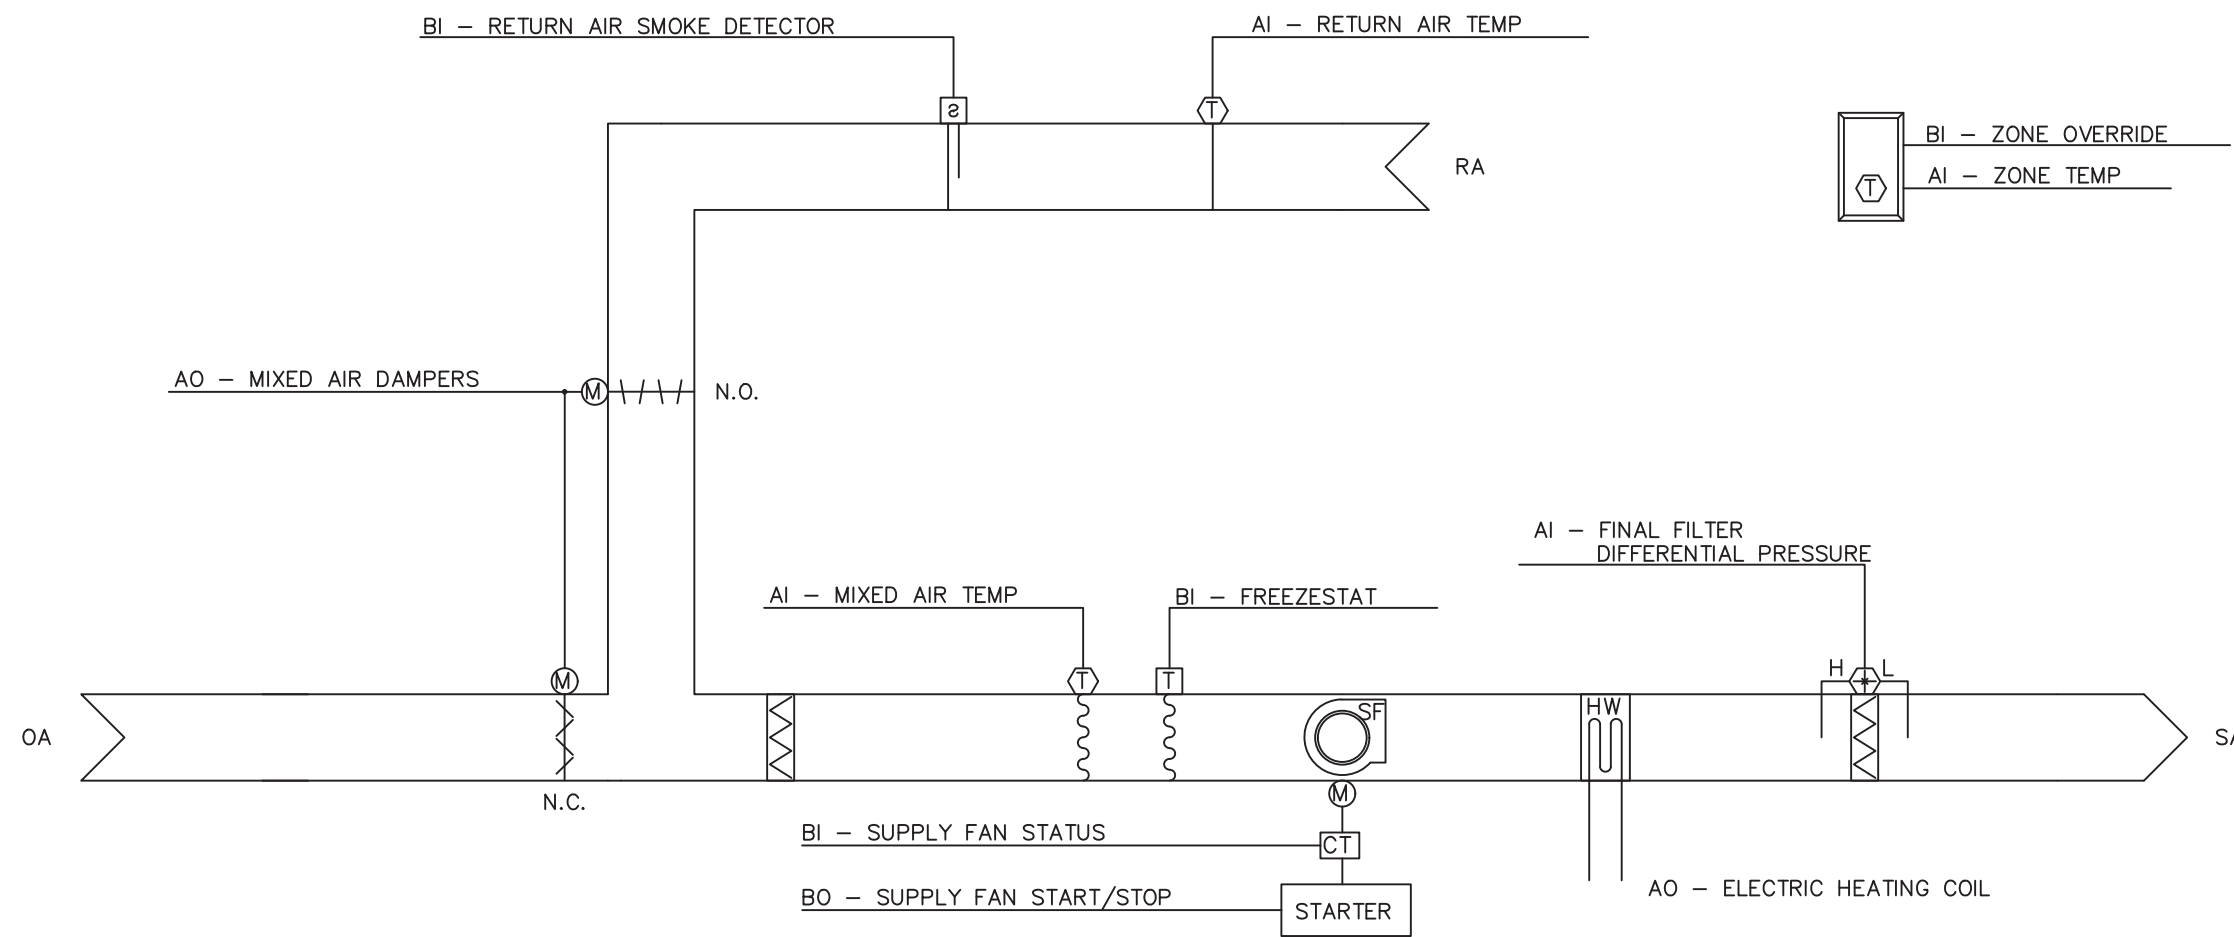 BI – RETURN AIR SMOKE DETECTOR
AI – RETURN AIR TEMP
S
T
RA
BI – ZONE OVERRIDE
AI – ZONE TEMP
T
AO – MIXED AIR DAMPERS
M
N.O.
AI – FINAL FILTER
DIFFERENTIAL PRESSURE
AI – MIXED AIR TEMP
BI – FREEZESTAT
H
L
M
T
T
OA
SF
HW
N.C.
M
BI – SUPPLY FAN STATUS
CT
BO – SUPPLY FAN START/STOP
STARTER
AO – ELECTRIC HEATING COIL